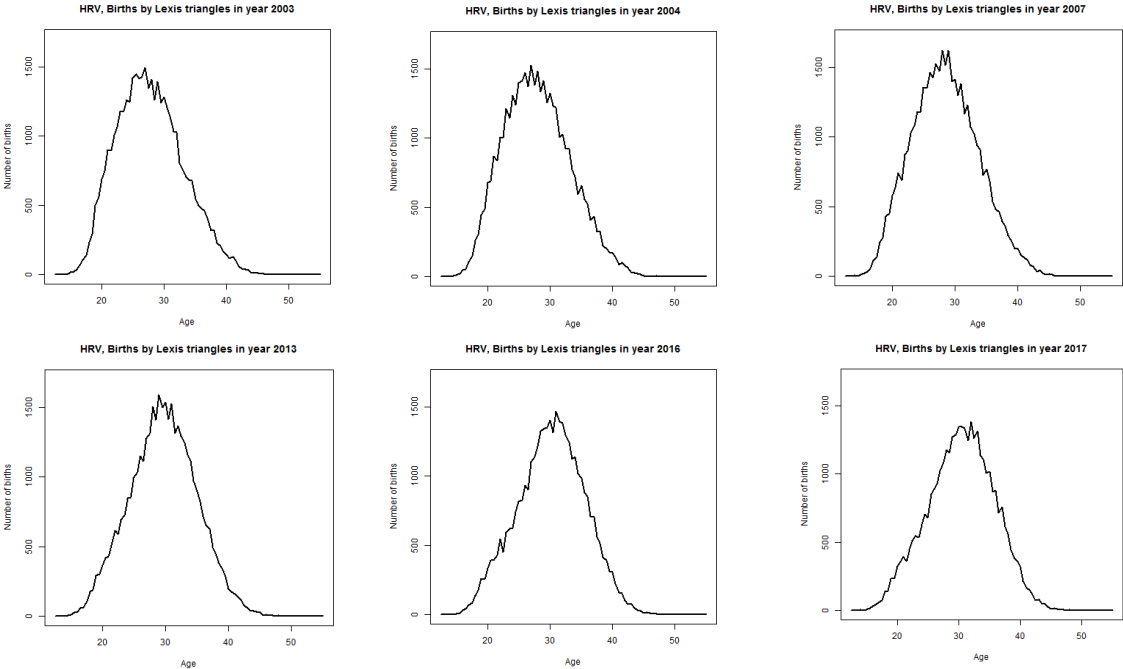 HRV, Births by Lexis triangles in year 2003
Number of births
0
500
1000
1500
20
30
40
50
Age
HRV, Births by Lexis triangles in year 2004
Number of births
0
500
1000
1500
20
30
40
50
Age
HRV, Births by Lexis triangles in year 2007
Number of births
0
500
1000
1500
20
30
40
50
Age
HRV, Births by Lexis triangles in year 2013
Number of births
0
500
1000
1500
20
30
40
50
Age
HRV, Births by Lexis triangles in year 2016
Number of births
0
500
1000
1500
20
30
40
50
Age
HRV, Births by Lexis triangles in year 2017
Number of births
0
500
1000
1500
20
30
40
50
Age